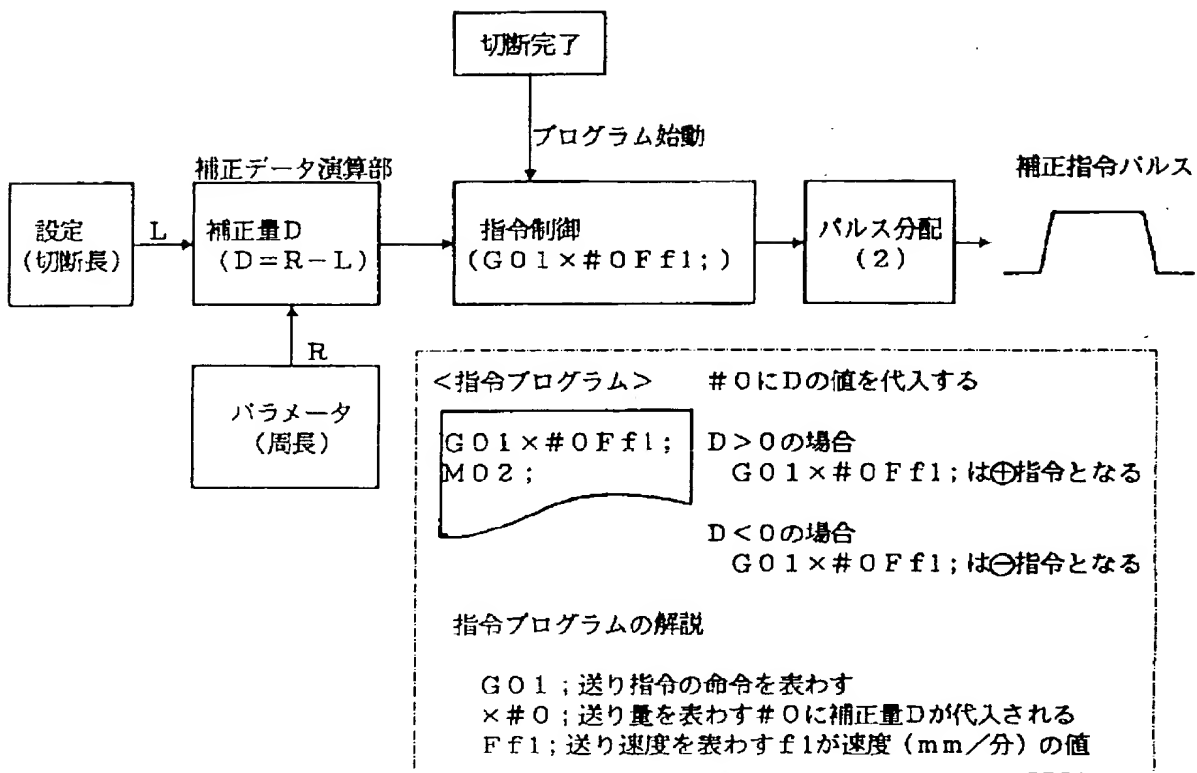 切断完了
プログラム始動
補正データ演算部
補正指令パルス
設定
(切断長)
L
補正量D
(D=R-L)
指令制御
(G01×#0Ff1;)
パルス分配
(2)
R
パラメータ
(周長)
<指令プログラム>
#0にDの値を代入する
G01×#0Ff1;
M02;
D>0の場合
G01×#0Ff1;は⊕指令となる
D<0の場合
G01×#0Ff1;は⊖指令となる
指令プログラムの解説
G01;送り指令の命令を表わす
×#0;送り量を表わす#0に補正量Dが代入される
Ff1;送り速度を表わすf1が速度(mm/分)の値